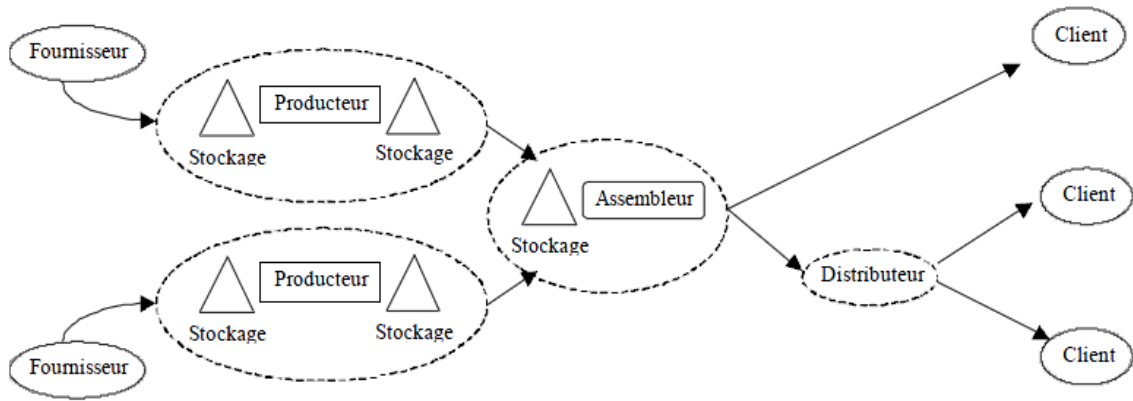 Fournisseur
Client
Producteur
Stockage
Stockage
Assembleur
Stockage
Client
Distributeur
Producteur
Stockage
Stockage
Client
Fournisseur